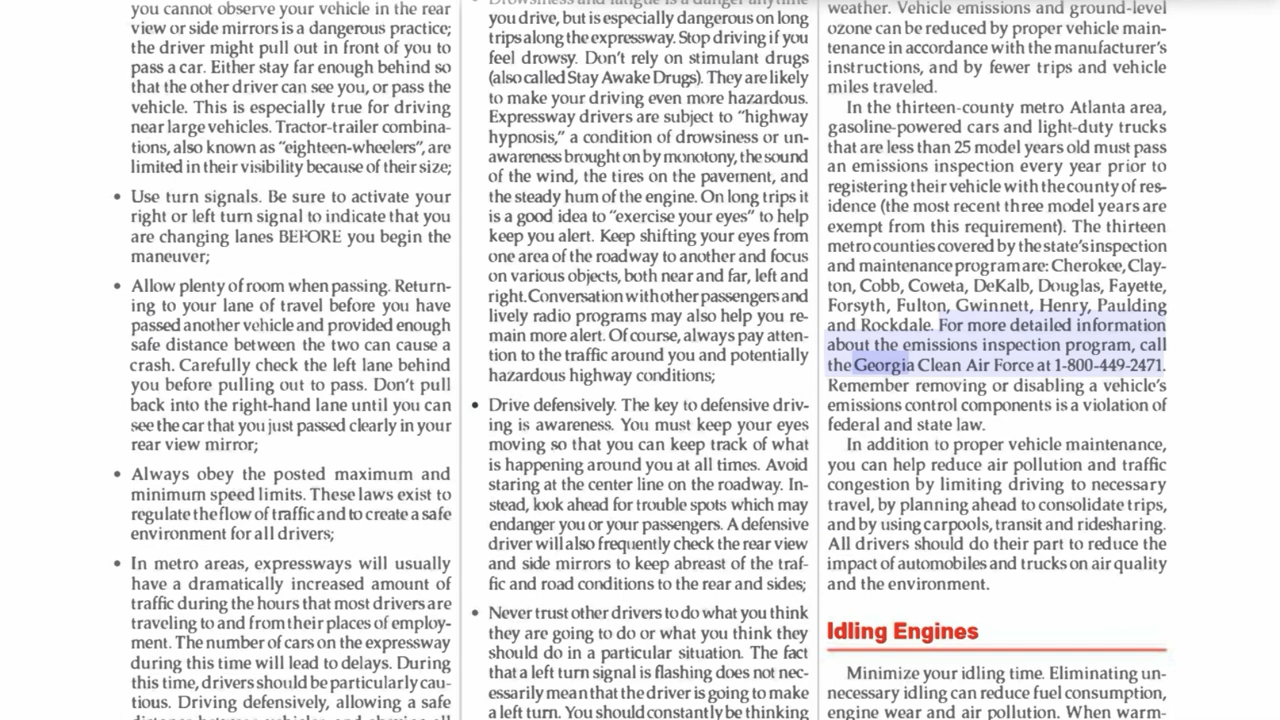 you cannot observe your vehicle in the rear
view or side mirrors is a dangerous practice;
the driver might pull out in front of you to
pass a car. Either stay far enough behind so
that the other driver can see you, or pass the
vehicle. This is especially true for driving
near large vehicles. Tractor-trailer combina-
tions, also known as “eighteen-wheelers”, are
limited in their visibility because of their size;
• Use turn signals. Be sure to activate your
right or left turn signal to indicate that you
are changing lanes BEFORE you begin the
maneuver;
• Allow plenty of room when passing. Return-
ing to your lane of travel before you have
passed another vehicle and provided enough
safe distance between the two can cause a
crash. Carefully check the left lane behind
you before pulling out to pass. Don’t pull
back into the right-hand lane until you can
see the car that you just passed clearly in your
rear view mirror;
• Always obey the posted maximum and
minimum speed limits. These laws exist to
regulate the flow of traffic and to create a safe
environment for all drivers;
• In metro areas, expressways will usually
have a dramatically increased amount of
traffic during the hours that most drivers are
traveling to and from their places of employ-
ment. The number of cars on the expressway
during this time will lead to delays. During
this time, drivers should be particularly cau-
tious. Driving defensively, allowing a safe
distance between vehicles, and obeying all
• Drowsiness and fatigue is a danger anytime
you drive, but is especially dangerous on long
trips along the expressway. Stop driving if you
feel drowsy. Don’t rely on stimulant drugs
(also called Stay Awake Drugs). They are likely
to make your driving even more hazardous.
Expressway drivers are subject to “highway
hypnosis,” a condition of drowsiness or un-
awareness brought on by monotony, the sound
of the wind, the tires on the pavement, and
the steady hum of the engine. On long trips it
is a good idea to “exercise your eyes” to help
keep you alert. Keep shifting your eyes from
one area of the roadway to another and focus
on various objects, both near and far, left and
right. Conversation with other passengers and
lively radio programs may also help you re-
main more alert. Of course, always pay atten-
tion to the traffic around you and potentially
hazardous highway conditions;
• Drive defensively. The key to defensive driv-
ing is awareness. You must keep your eyes
moving so that you can keep track of what
is happening around you at all times. Avoid
staring at the center line on the roadway. In-
stead, look ahead for trouble spots which may
endanger you or your passengers. A defensive
driver will also frequently check the rear view
and side mirrors to keep abreast of the traf-
fic and road conditions to the rear and sides;
• Never trust other drivers to do what you think
they are going to do or what you think they
should do in a particular situation. The fact
that a left turn signal is flashing does not nec-
essarily mean that the driver is going to make
a left turn. You should constantly be thinking
weather. Vehicle emissions and ground-level
ozone can be reduced by proper vehicle main-
tenance in accordance with the manufacturer’s
instructions, and by fewer trips and vehicle
miles traveled.
In the thirteen-county metro Atlanta area,
gasoline-powered cars and light-duty trucks
that are less than 25 model years old must pass
an emissions inspection every year prior to
registering their vehicle with the county of res-
idence (the most recent three model years are
exempt from this requirement). The thirteen
metro counties covered by the state’s inspection
and maintenance program are: Cherokee, Clay-
ton, Cobb, Coweta, DeKalb, Douglas, Fayette,
Forsyth, Fulton, Gwinnett, Henry, Paulding
and Rockdale. For more detailed information
about the emissions inspection program, call
the Georgia Clean Air Force at 1-800-449-2471.
Remember removing or disabling a vehicle’s
emissions control components is a violation of
federal and state law.
In addition to proper vehicle maintenance,
you can help reduce air pollution and traffic
congestion by limiting driving to necessary
travel, by planning ahead to consolidate trips,
and by using carpools, transit and ridesharing.
All drivers should do their part to reduce the
impact of automobiles and trucks on air quality
and the environment.
Idling Engines
Minimize your idling time. Eliminating un-
necessary idling can reduce fuel consumption,
engine wear and air pollution. When warm-